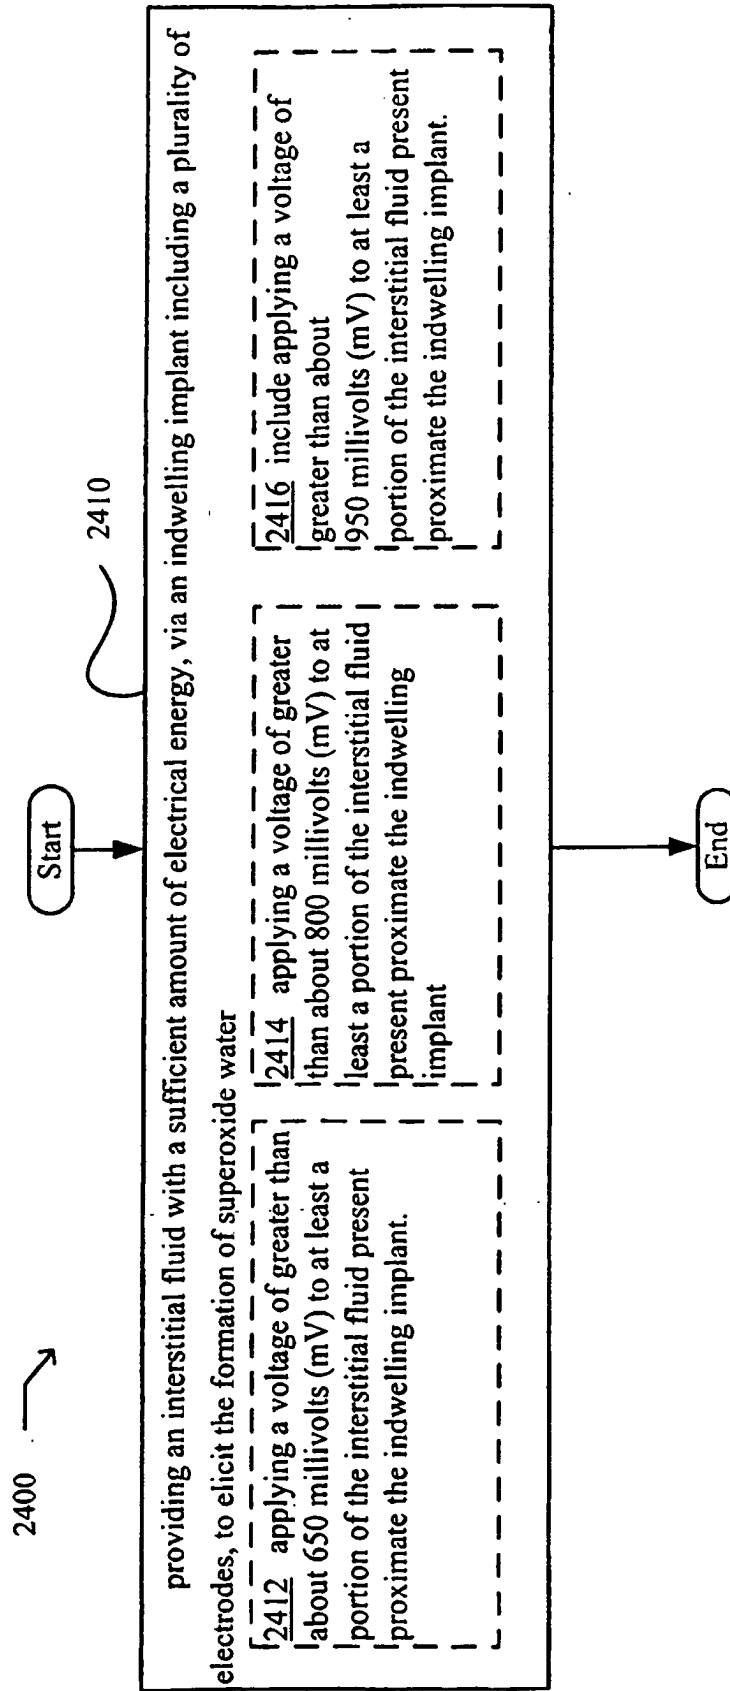 2400
Start
2410
providing an interstitial fluid with a sufficient amount of electrical energy, via an indwelling implant including a plurality of
electrodes, to elicit the formation of superoxide water
2412 applying a voltage of greater than
about 650 millivolts (mV) to at least a
portion of the interstitial fluid present
proximate the indwelling implant.
2414 applying a voltage of greater
than about 800 millivolts (mV) to at
least a portion of the interstitial fluid
present proximate the indwelling
implant
2416 include applying a voltage of
greater than about
950 millivolts (mV) to at least a
portion of the interstitial fluid present
proximate the indwelling implant.
End